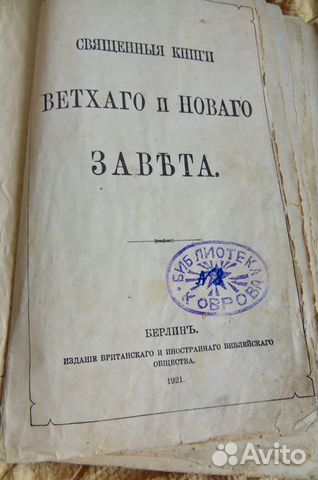 СВЯЩЕННЫЯ КНИГИ
ВЕТХАГО И НОВАГО
ЗАВѢТА.
БИБЛИОТЕКА
КОВРОВА
БЕРЛИНЪ.
ИЗДАНІЕ БРИТАНСКАГО И ИНОСТРАННАГО БИБЛЕЙСКАГО
ОБЩЕСТВА.
1921.
Avito